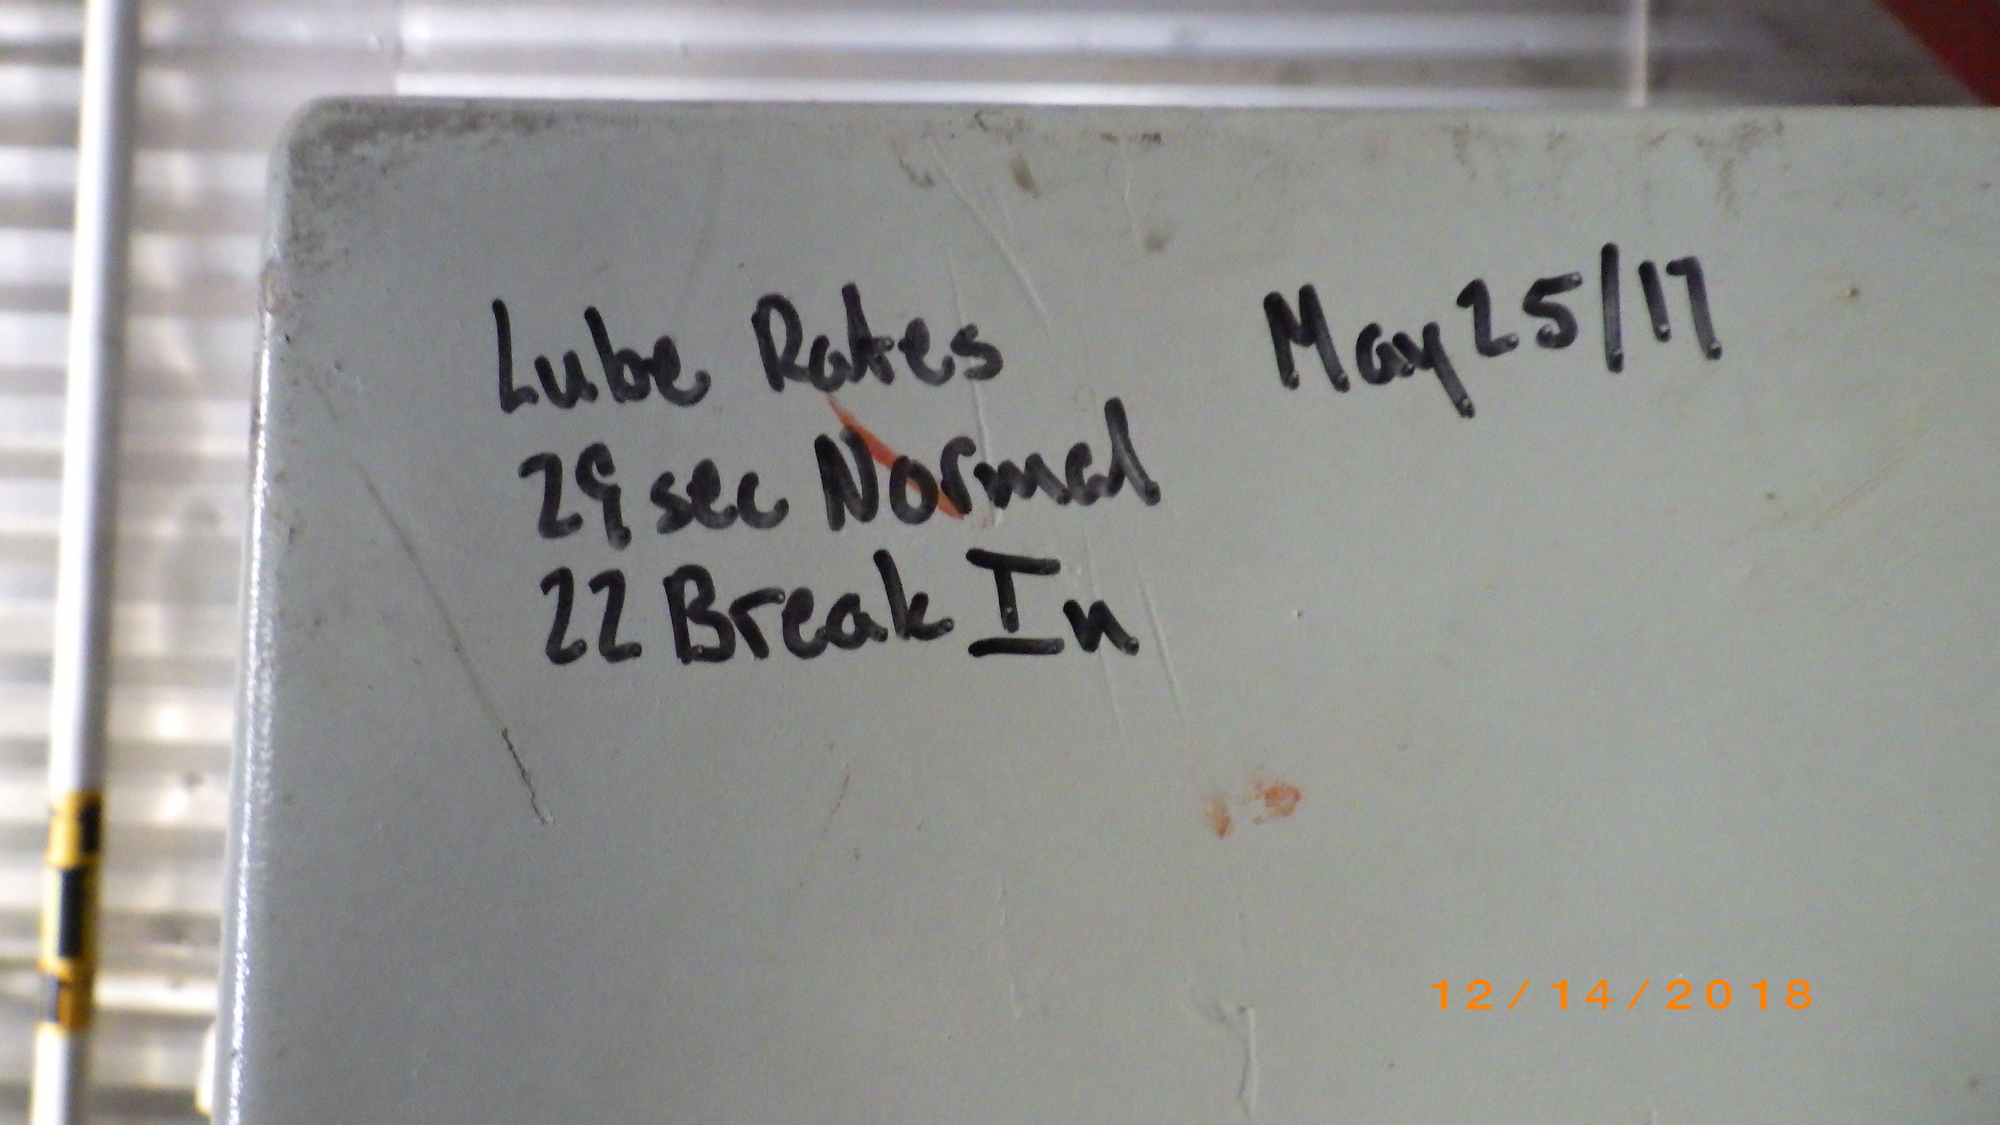 Lube Rates May 25/17
29 sec Normal
22 Break In
12/14/2018